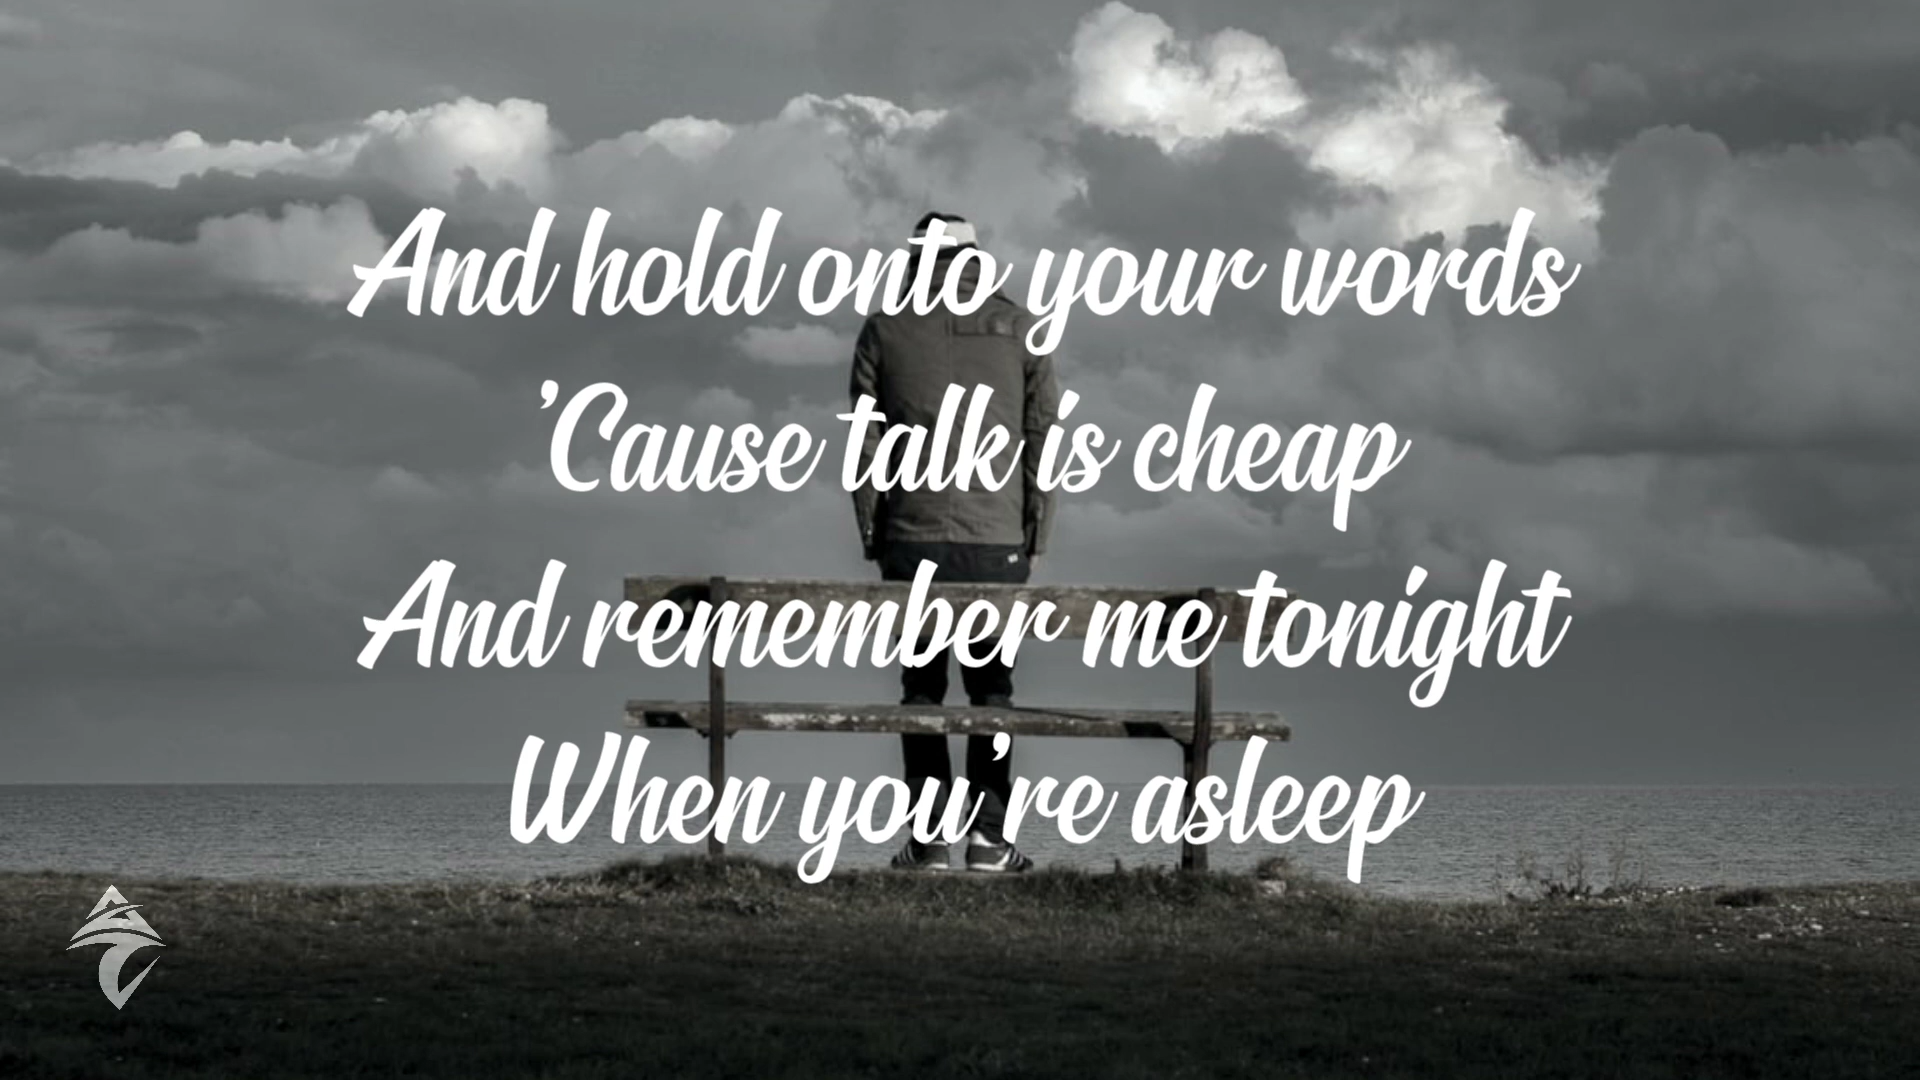 And hold onto your words
'Cause talk is cheap
And remember me tonight
When you're asleep